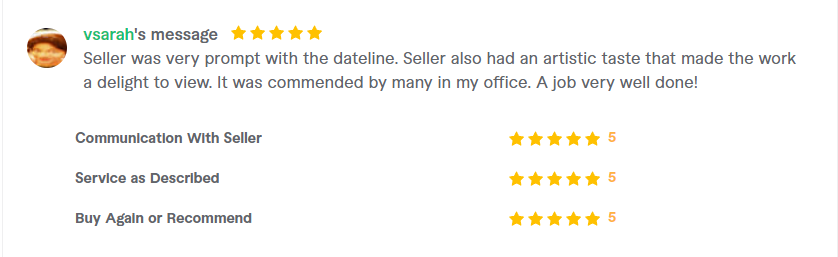 vsarah's message
Seller was very prompt with the dateline. Seller also had an artistic taste that made the work
a delight to view. It was commended by many in my office. A job very well done!
Communication With Seller 5
Service as Described 5
Buy Again or Recommend 5